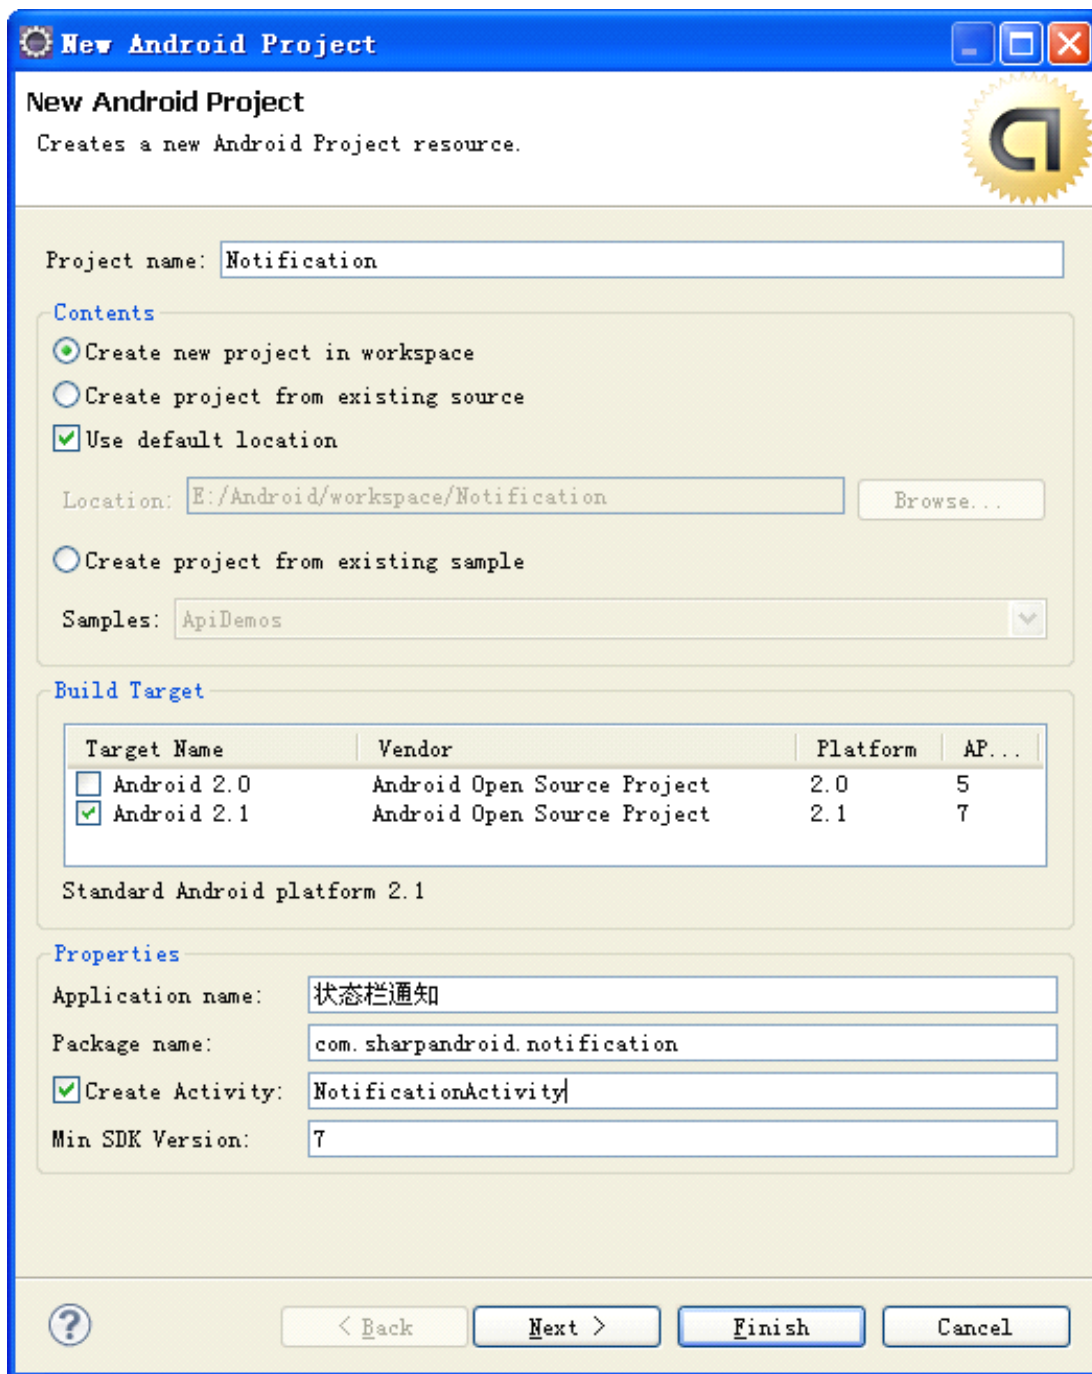 New Android Project
New Android Project
Creates a new Android Project resource.
Project name: Notification
Contents
Create new project in workspace
Create project from existing source
Use default location
Location: E:/Android/workspace/Notification Browse...
Create project from existing sample
Samples: ApiDemos
Build Target
Target Name Vendor Platform AP...
Android 2.0 Android Open Source Project 2.0 5
Android 2.1 Android Open Source Project 2.1 7
Standard Android platform 2.1
Properties
Application name: 状态栏通知
Package name: com.sharpandroid.notification
Create Activity: NotificationActivity
Min SDK Version: 7
? < Back Next > Finish Cancel